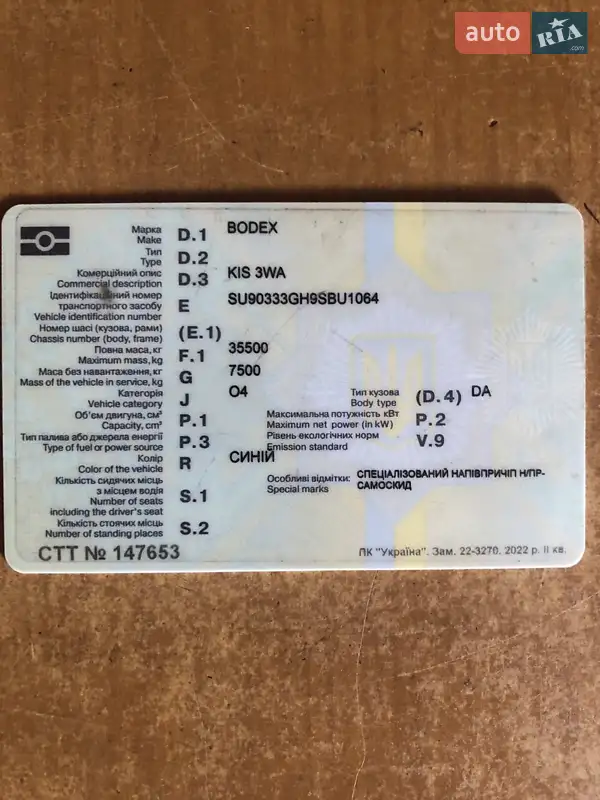 auto RIA .com
Марка
Make D.1 BODEX
Тип
Type D.2
Комерційний опис
Commercial description D.3 KIS 3WA
Ідентифікаційний номер
транспортного засобу
Vehicle identification number E SU90333GH9SBU1064
Номер шасі (кузова, рами)
Chassis number (body, frame) (E.1)
Повна маса, кг
Maximum mass, kg F.1 35500
Маса без навантаження, кг
Mass of the vehicle in service, kg G 7500
Категорія
Vehicle category J O4
Тип кузова
Body type (D.4) DA
Об'єм двигуна, см³
Capacity, cm³ P.1
Максимальна потужність кВт
Maximum net power (in kW) P.2
Тип палива або джерела енергії
Type of fuel or power source P.3
Рівень екологічних норм
Emission standard V.9
Колір
Color of the vehicle R СИНІЙ
Кількість сидячих місць
з місцем водія
Number of seats
including the driver's seat S.1
Особливі відмітки: СПЕЦІАЛІЗОВАНИЙ НАПІВПРИЧІП Н/ПР-
Special marks САМОСКИД
Кількість стоячих місць
Number of standing places S.2
СТТ № 147653
ПК "Україна". Зам. 22-3270. 2022 р. II кв.